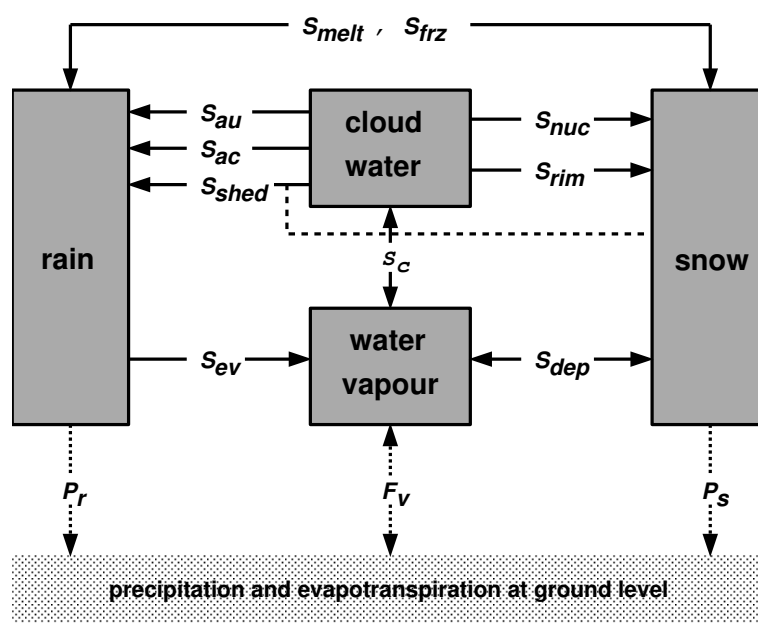 S_melt , S_frz
S_au
S_ac
S_shed
cloud
water
S_nuc
S_rim
rain
S_c
snow
S_ev
water
vapour
S_dep
P_r
F_v
P_s
precipitation and evapotranspiration at ground level